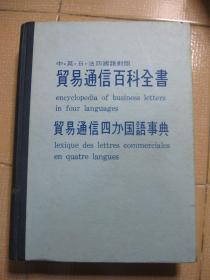 中・英・日・法四國語對照
貿易通信百科全書
encyclopedia of business letters
in four languages
貿易通信四カ国語事典
lexique des lettres commerciales
en quatre langues